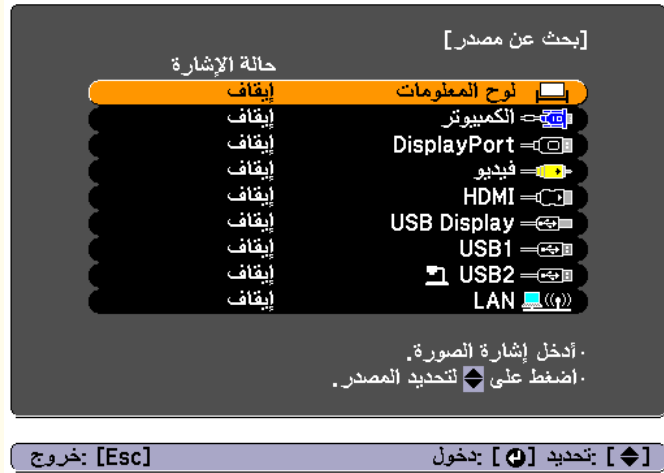 [بحث عن مصدر]
حالة الإشارة
لوح المعلومات إيقاف
الكمبيوتر إيقاف
DisplayPort إيقاف
فيديو إيقاف
HDMI إيقاف
USB Display إيقاف
USB1 إيقاف
USB2 إيقاف
LAN إيقاف
·أدخل إشارة الصورة.
·اضغط على لتحديد المصدر.
[ ] :تحديد [ ] :دخول [Esc] :خروج